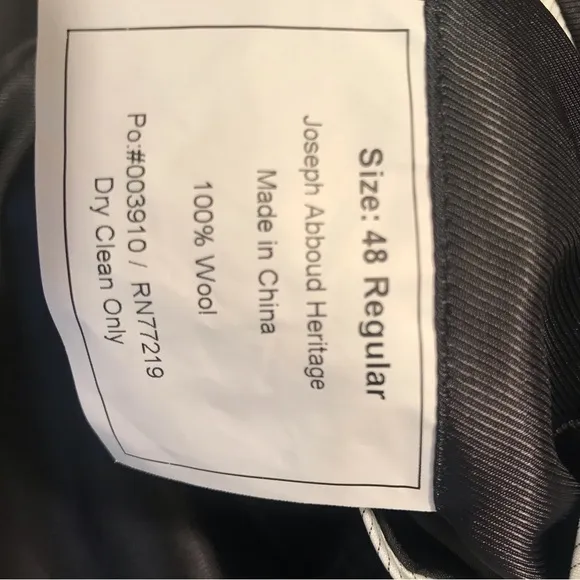 Size: 48 Regular
Joseph Abboud Heritage
Made in China
100% Wool
Po:#003910 / RN77219
Dry Clean Only